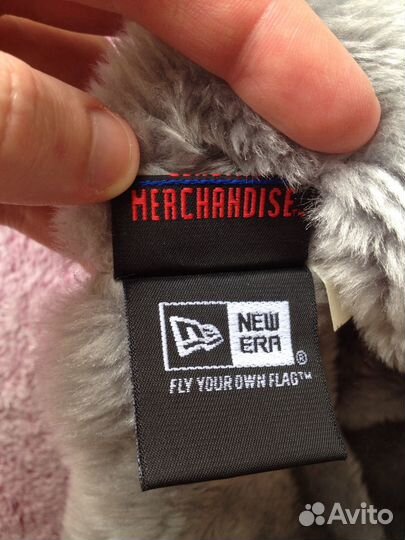 MERCHANDISE
NEW
ERA®
FLY YOUR OWN FLAG™
Avito